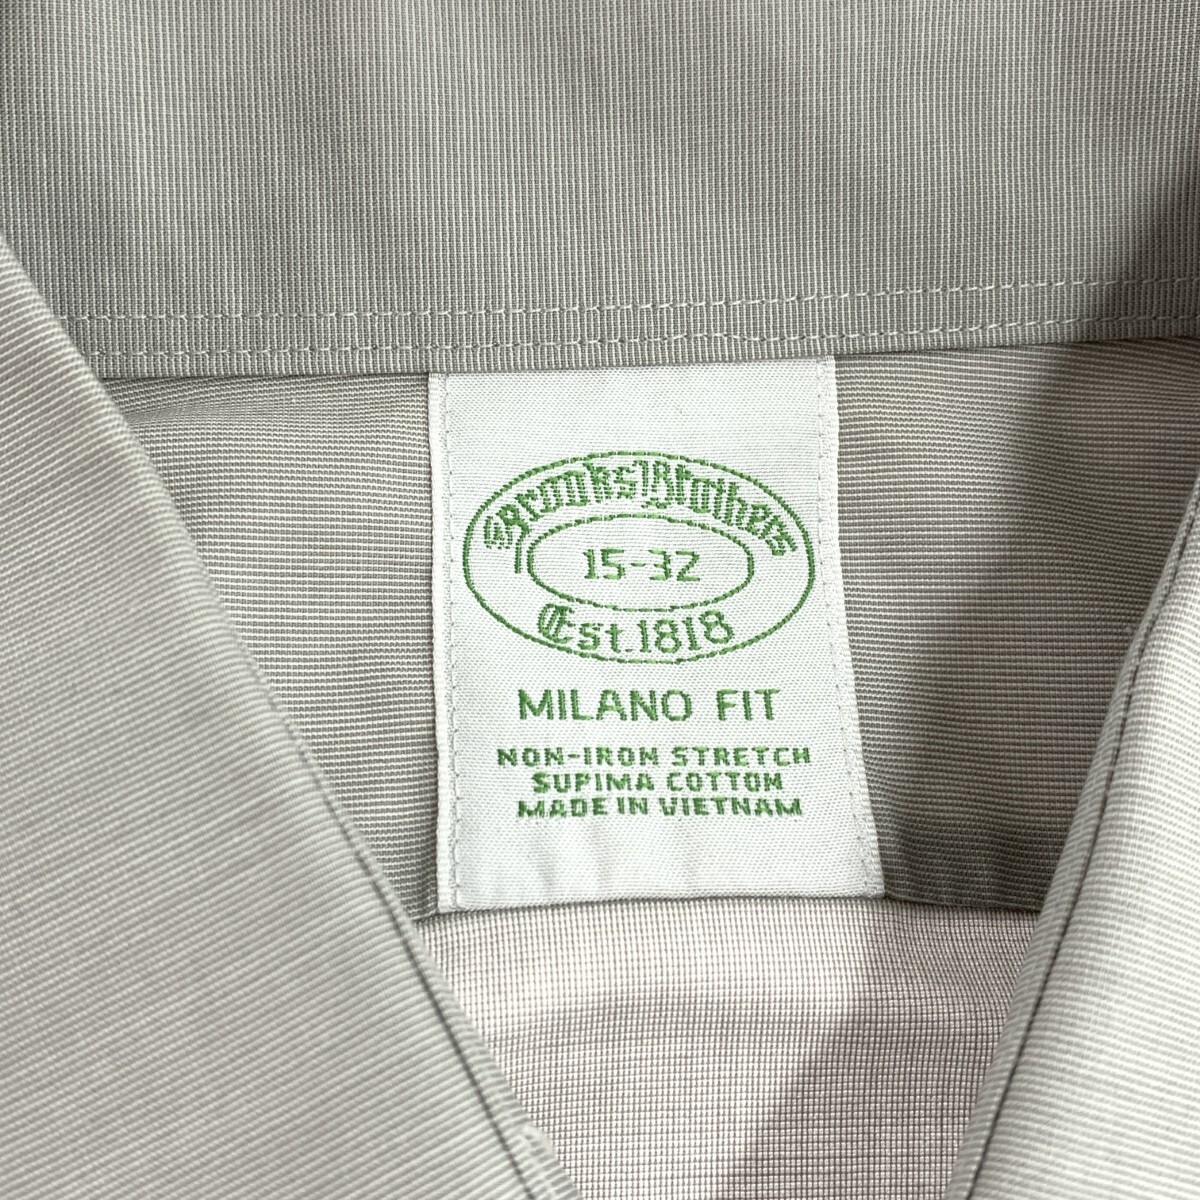 Brooks Brothers
15-32
Est. 1818
MILANO FIT
NON-IRON STRETCH
SUPIMA COTTON
MADE IN VIETNAM